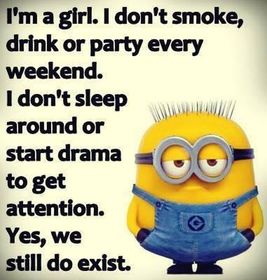 I'm a girl. I don't smoke,
drink or party every
weekend.
I don't sleep
around or
start drama
to get
attention.
Yes, we
still do exist.